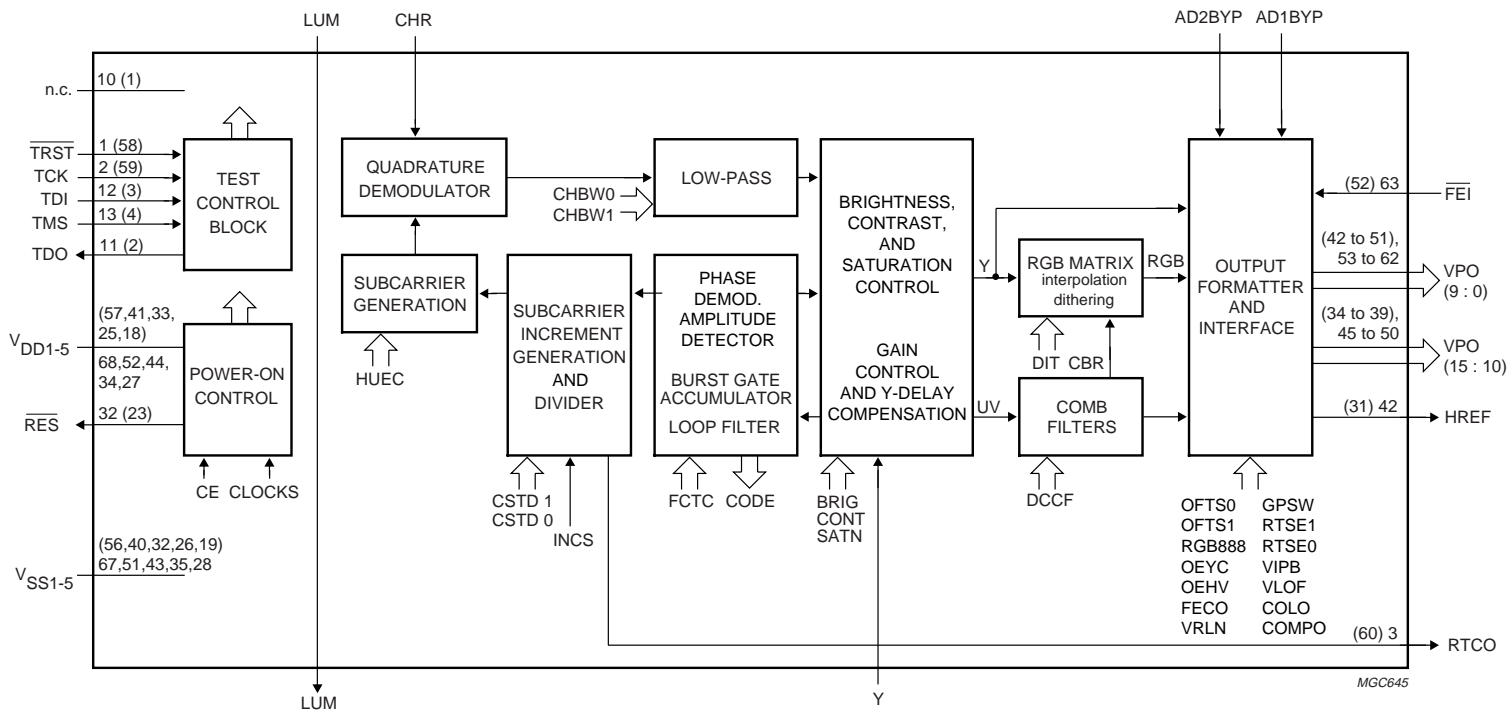 LUM
CHR
AD2BYP
AD1BYP
n.c.
10 (1)
TRST
1 (58)
TCK
2 (59)
TDI
12 (3)
TMS
13 (4)
TDO
11 (2)
TEST
CONTROL
BLOCK
VDD1-5
(57,41,33,
25,18)
68,52,44,
34,27
RES
32 (23)
POWER-ON
CONTROL
CE
CLOCKS
VSS1-5
(56,40,32,26,19)
67,51,43,35,28
LUM
QUADRATURE
DEMODULATOR
SUBCARRIER
GENERATION
HUEC
SUBCARRIER
INCREMENT
GENERATION
AND
DIVIDER
CSTD 1
CSTD 0
INCS
CHBW0
CHBW1
LOW-PASS
PHASE
DEMOD.
AMPLITUDE
DETECTOR
BURST GATE
ACCUMULATOR
LOOP FILTER
FCTC
CODE
BRIGHTNESS,
CONTRAST,
AND
SATURATION
CONTROL
GAIN
CONTROL
AND Y-DELAY
COMPENSATION
BRIG
CONT
SATN
Y
Y
UV
RGB MATRIX
interpolation
dithering
RGB
DIT
CBR
COMB
FILTERS
DCCF
OUTPUT
FORMATTER
AND
INTERFACE
OFTS0
OFTS1
RGB888
OEYC
OEHV
FECO
VRLN
GPSW
RTSE1
RTSE0
VIPB
VLOF
COLO
COMPO
(52) 63
FEI
(42 to 51),
53 to 62
VPO
(9 : 0)
(34 to 39),
45 to 50
VPO
(15 : 10)
(31) 42
HREF
(60) 3
RTCO
MGC645